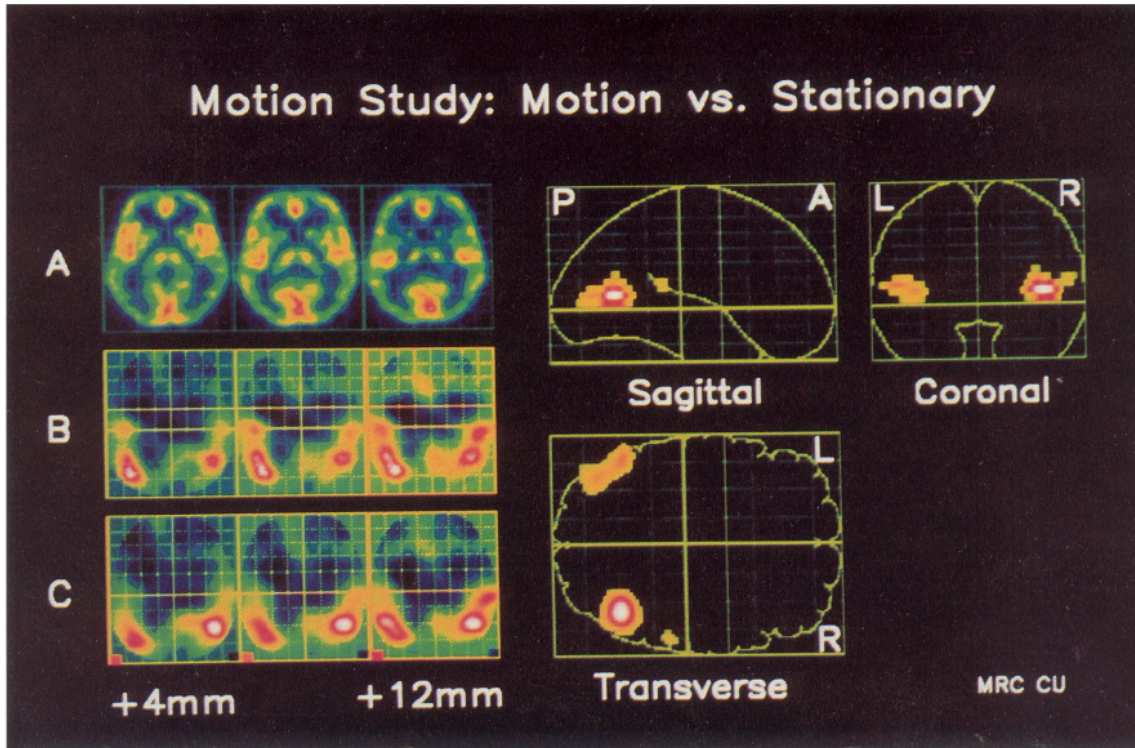 Motion Study: Motion vs. Stationary
A
B
C
+4mm
+12mm
P
A
Sagittal
L
R
Coronal
L
R
Transverse
MRC CU